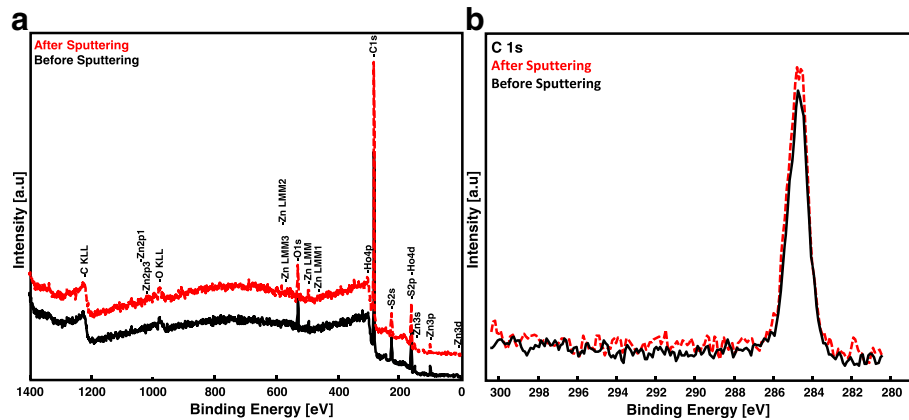 a
After Sputtering
Before Sputtering
-C1s
-C KLL
-Zn2p3
-Zn2p1
-O KLL
-Zn LMM3
-Zn LMM2
-O1s
-Zn LMM
-Zn LMM1
-Ho4p
-S2s
-S2p -Ho4d
-Zn3s
-Zn3p
-Zn3d
Intensity [a.u]
1400 1200 1000 800 600 400 200 0
Binding Energy [eV]
b
C 1s
After Sputtering
Before Sputtering
Intensity [a.u]
300 298 296 294 292 290 288 286 284 282 280
Binding Energy [eV]